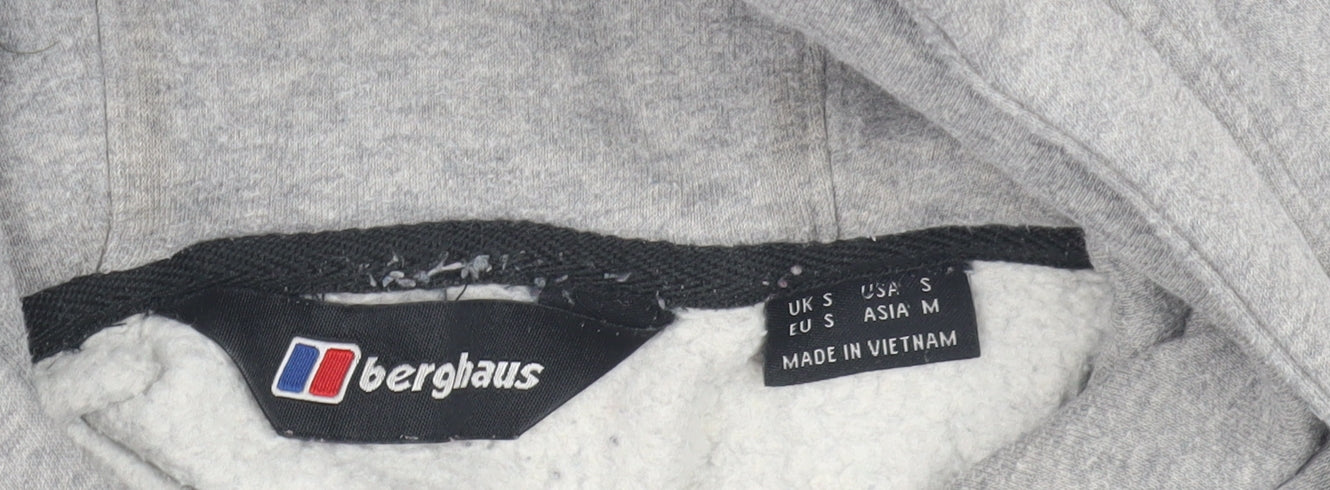 berghaus
UK S USA S
EU S ASIA M
MADE IN VIETNAM